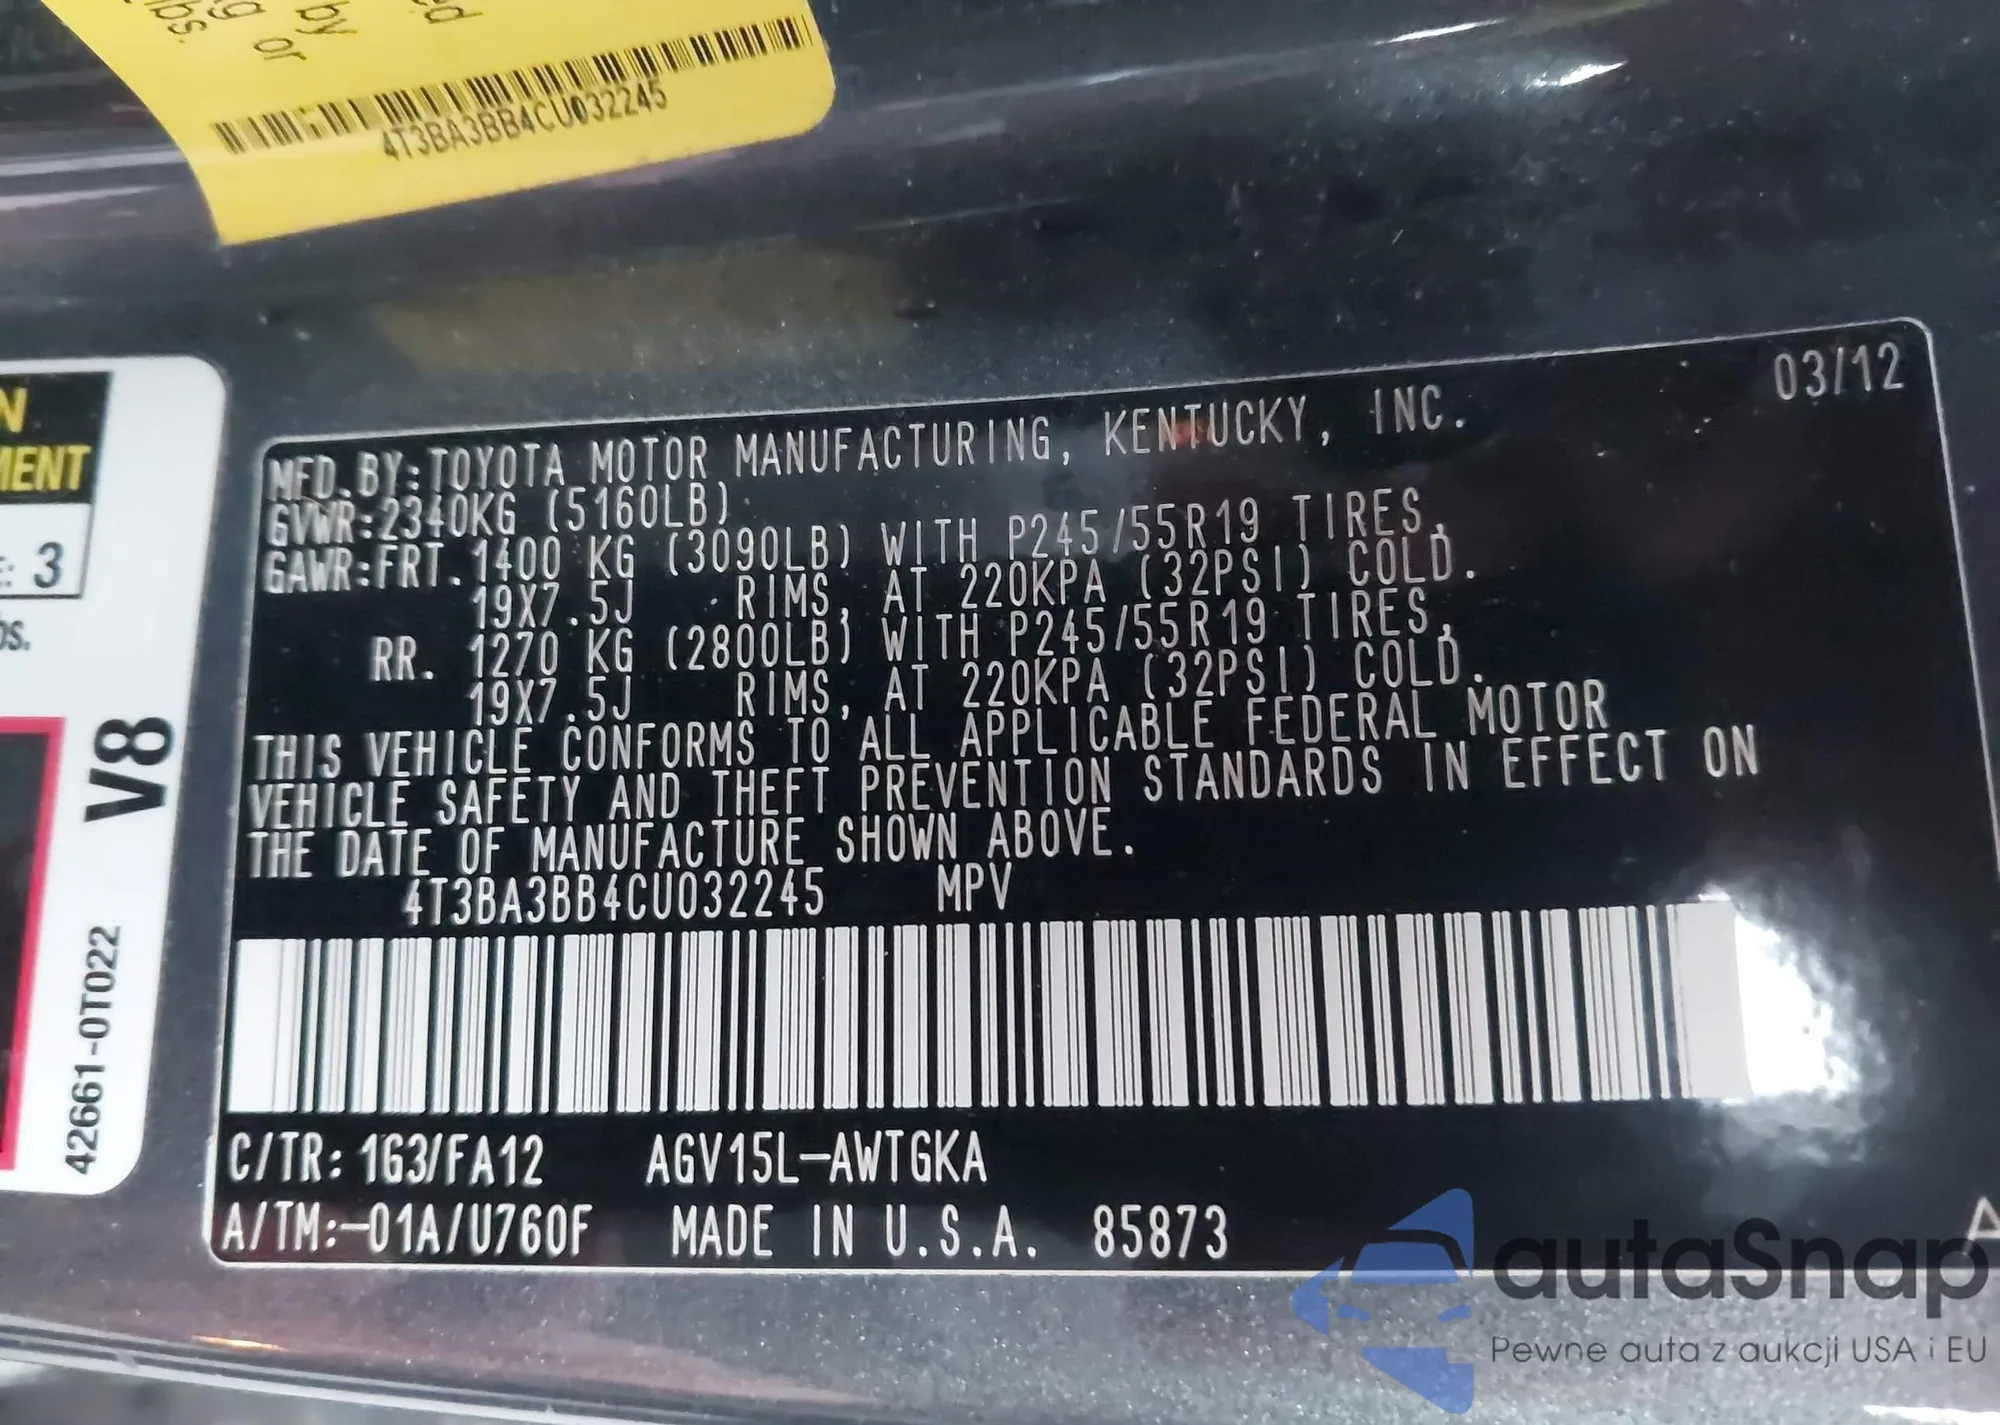 by
or
lbs.
4T3BA3BB4CU032245
03/12
MFD.BY:TOYOTA MOTOR MANUFACTURING, KENTUCKY, INC.
GVWR:2340KG (5160LB)
GAWR:FRT.1400 KG (3090LB) WITH P245/55R19 TIRES,
19X7.5J RIMS, AT 220KPA (32PSI) COLD.
RR. 1270 KG (2800LB) WITH P245/55R19 TIRES,
19X7.5J RIMS, AT 220KPA (32PSI) COLD.
THIS VEHICLE CONFORMS TO ALL APPLICABLE FEDERAL MOTOR
VEHICLE SAFETY AND THEFT PREVENTION STANDARDS IN EFFECT ON
THE DATE OF MANUFACTURE SHOWN ABOVE.
4T3BA3BB4CU032245 MPV
C/TR: 1G3/FA12 AGV15L-AWTGKA
A/TM:-01A/U760F MADE IN U.S.A. 85873
A
3
V8
42661-0T022
autaSnap
Pewne auta z aukcji USA i EU